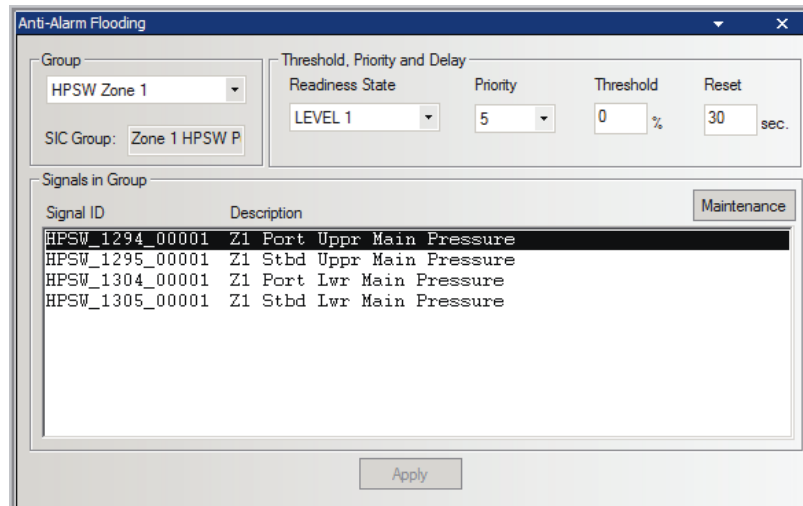 Anti-Alarm Flooding
Group
HPSW Zone 1
SIC Group: Zone 1 HPSW P
Threshold, Priority and Delay
Readiness State Priority Threshold Reset
LEVEL 1 5 0 % 30 sec.
Signals in Group
Maintenance
Signal ID Description
HPSW_1294_00001 Z1 Port Uppr Main Pressure
HPSW_1295_00001 Z1 Stbd Uppr Main Pressure
HPSW_1304_00001 Z1 Port Lwr Main Pressure
HPSW_1305_00001 Z1 Stbd Lwr Main Pressure
Apply